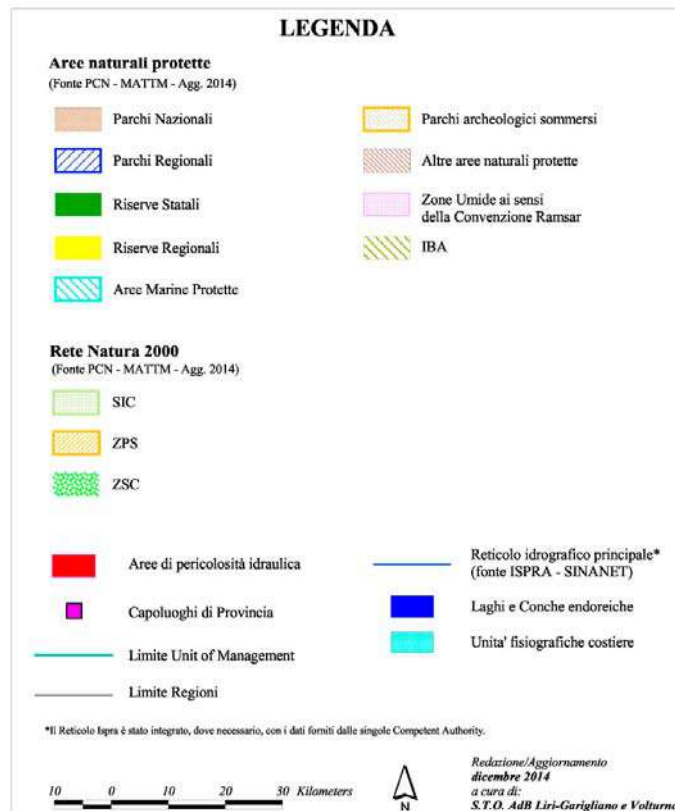 LEGENDA
Aree naturali protette
(Fonte PCN - MATTM - Agg. 2014)
Parchi Nazionali
Parchi Regionali
Riserve Statali
Riserve Regionali
Aree Marine Protette
Parchi archeologici sommersi
Altre aree naturali protette
Zone Umide ai sensi
della Convenzione Ramsar
IBA
Rete Natura 2000
(Fonte PCN - MATTM - Agg. 2014)
SIC
ZPS
ZSC
Aree di pericolosità idraulica
Capoluoghi di Provincia
Limite Unit of Management
Limite Regioni
Reticolo idrografico principale*
(fonte ISPRA - SINANET)
Laghi e Conche endoreiche
Unita' fisiografiche costiere
*Il Reticolo Ispra è stato integrato, dove necessario, con i dati forniti dalle singole Competent Authority.
10 0 10 20 30 Kilometers
N
Redazione/Aggiornamento
dicembre 2014
a cura di:
S.T.O. AdB Liri-Garigliano e Volturno